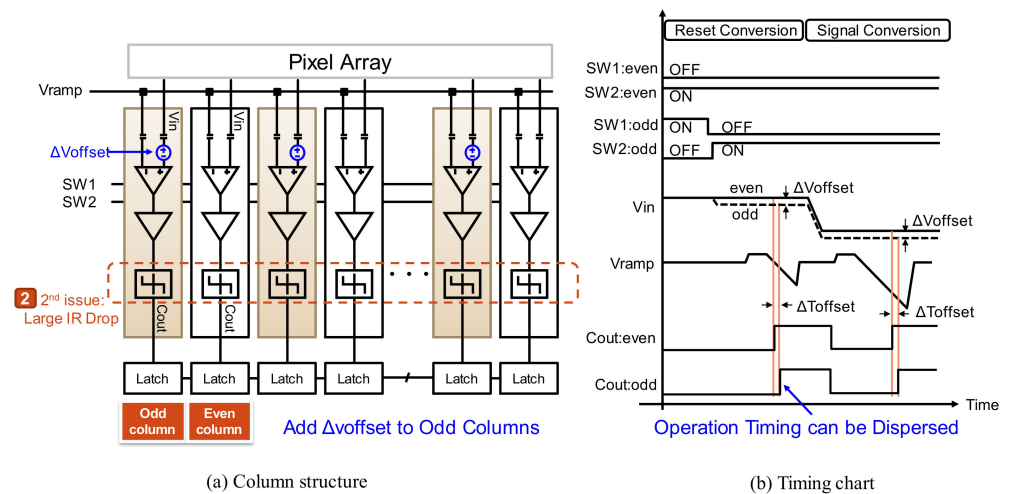 Pixel Array
Vramp
Vin
Vin
ΔVoffset
SW1
SW2
2
2nd issue:
Large IR Drop
Cout
Cout
Latch
Latch
Latch
Latch
Latch
Latch
Odd
column
Even
column
Add Δvoffset to Odd Columns
(a) Column structure
Reset Conversion
Signal Conversion
SW1:even
OFF
SW2:even
ON
SW1:odd
ON
OFF
SW2:odd
OFF
ON
Vin
even
odd
ΔVoffset
ΔVoffset
Vramp
ΔToffset
ΔToffset
Cout:even
Cout:odd
Time
Operation Timing can be Dispersed
(b) Timing chart